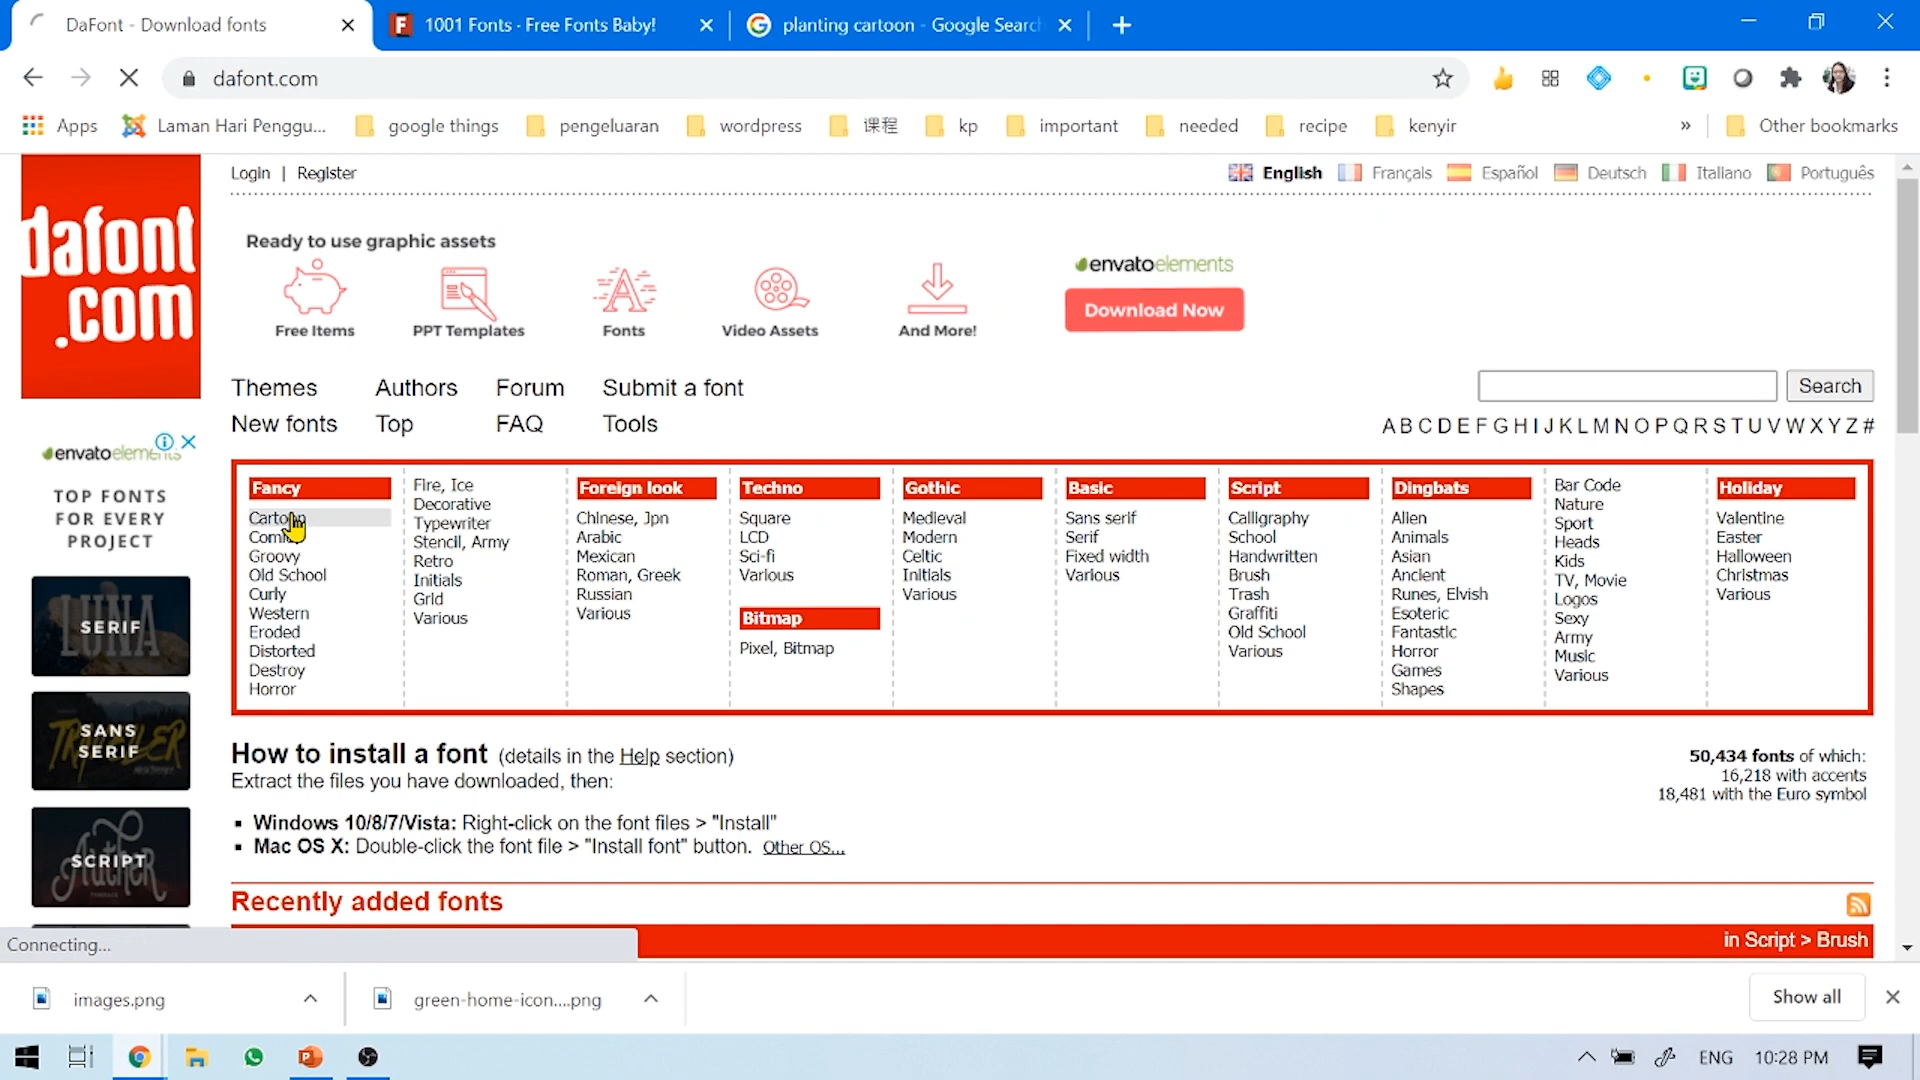 DaFont - Download fonts
1001 Fonts - Free Fonts Baby!
planting cartoon - Google Search
dafont.com
Apps
Laman Hari Penggu...
google things
pengeluaran
wordpress
课程
kp
important
needed
recipe
kenyir
»
Other bookmarks
dafont
.com
Login | Register
English
Français
Español
Deutsch
Italiano
Português
Ready to use graphic assets
Free Items
PPT Templates
Fonts
Video Assets
And More!
envatoelements
Download Now
Themes
Authors
Forum
Submit a font
New fonts
Top
FAQ
Tools
Search
A B C D E F G H I J K L M N O P Q R S T U V W X Y Z #
envatoelements
TOP FONTS
FOR EVERY
PROJECT
SERIF
SANS
SERIF
SCRIPT
Fancy
Cartoon
Comic
Groovy
Old School
Curly
Western
Eroded
Distorted
Destroy
Horror
Fire, Ice
Decorative
Typewriter
Stencil, Army
Retro
Initials
Grid
Various
Foreign look
Chinese, Jpn
Arabic
Mexican
Roman, Greek
Russian
Various
Techno
Square
LCD
Sci-fi
Various
Bitmap
Pixel, Bitmap
Gothic
Medieval
Modern
Celtic
Initials
Various
Basic
Sans serif
Serif
Fixed width
Various
Script
Calligraphy
School
Handwritten
Brush
Trash
Graffiti
Old School
Various
Dingbats
Alien
Animals
Asian
Ancient
Runes, Elvish
Esoteric
Fantastic
Horror
Games
Shapes
Bar Code
Nature
Sport
Heads
Kids
TV, Movie
Logos
Sexy
Army
Music
Various
Holiday
Valentine
Easter
Halloween
Christmas
Various
How to install a font (details in the Help section)
Extract the files you have downloaded, then:
Windows 10/8/7/Vista: Right-click on the font files > "Install"
Mac OS X: Double-click the font file > "Install font" button. Other OS...
50,434 fonts of which:
16,218 with accents
18,481 with the Euro symbol
Recently added fonts
in Script > Brush
Connecting...
images.png
green-home-icon....png
Show all
ENG
10:28 PM